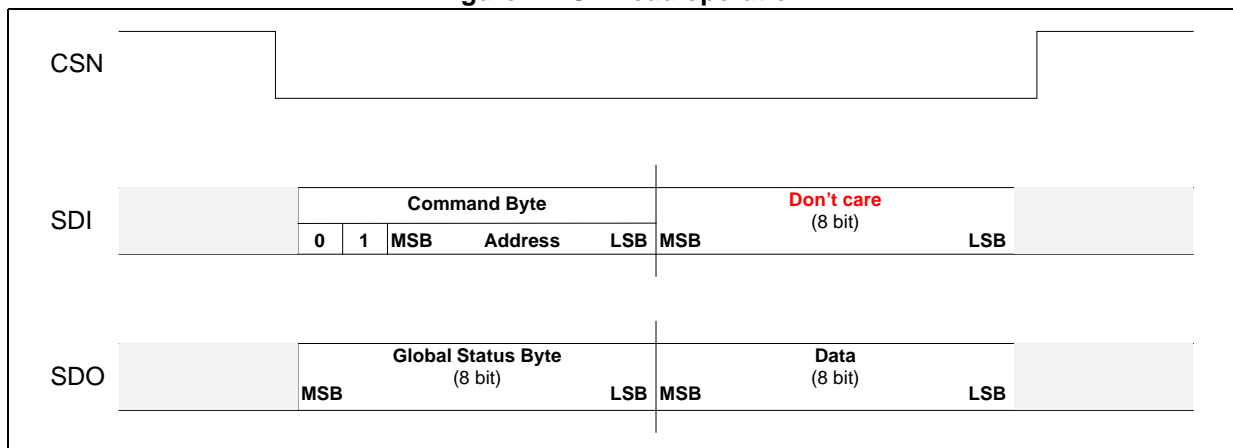 CSN
SDI
Command Byte
0 1 MSB Address LSB
Don't care
(8 bit)
MSB LSB
SDO
Global Status Byte
(8 bit)
MSB LSB
Data
(8 bit)
MSB LSB